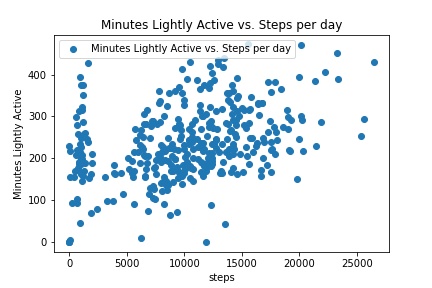 Minutes Lightly Active vs. Steps per day
Minutes Lightly Active vs. Steps per day
400
300
200
100
0
Minutes Lightly Active
0 5000 10000 15000 20000 25000
steps